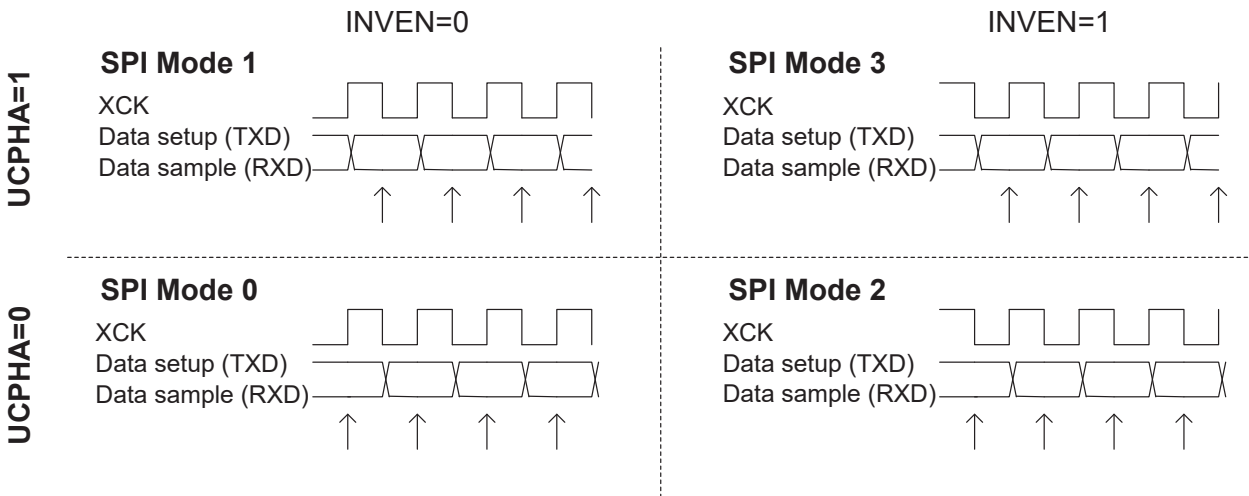 INVEN=0
INVEN=1
UCPHA=1
SPI Mode 1
XCK
Data setup (TXD)
Data sample (RXD)
SPI Mode 3
XCK
Data setup (TXD)
Data sample (RXD)
UCPHA=0
SPI Mode 0
XCK
Data setup (TXD)
Data sample (RXD)
SPI Mode 2
XCK
Data setup (TXD)
Data sample (RXD)